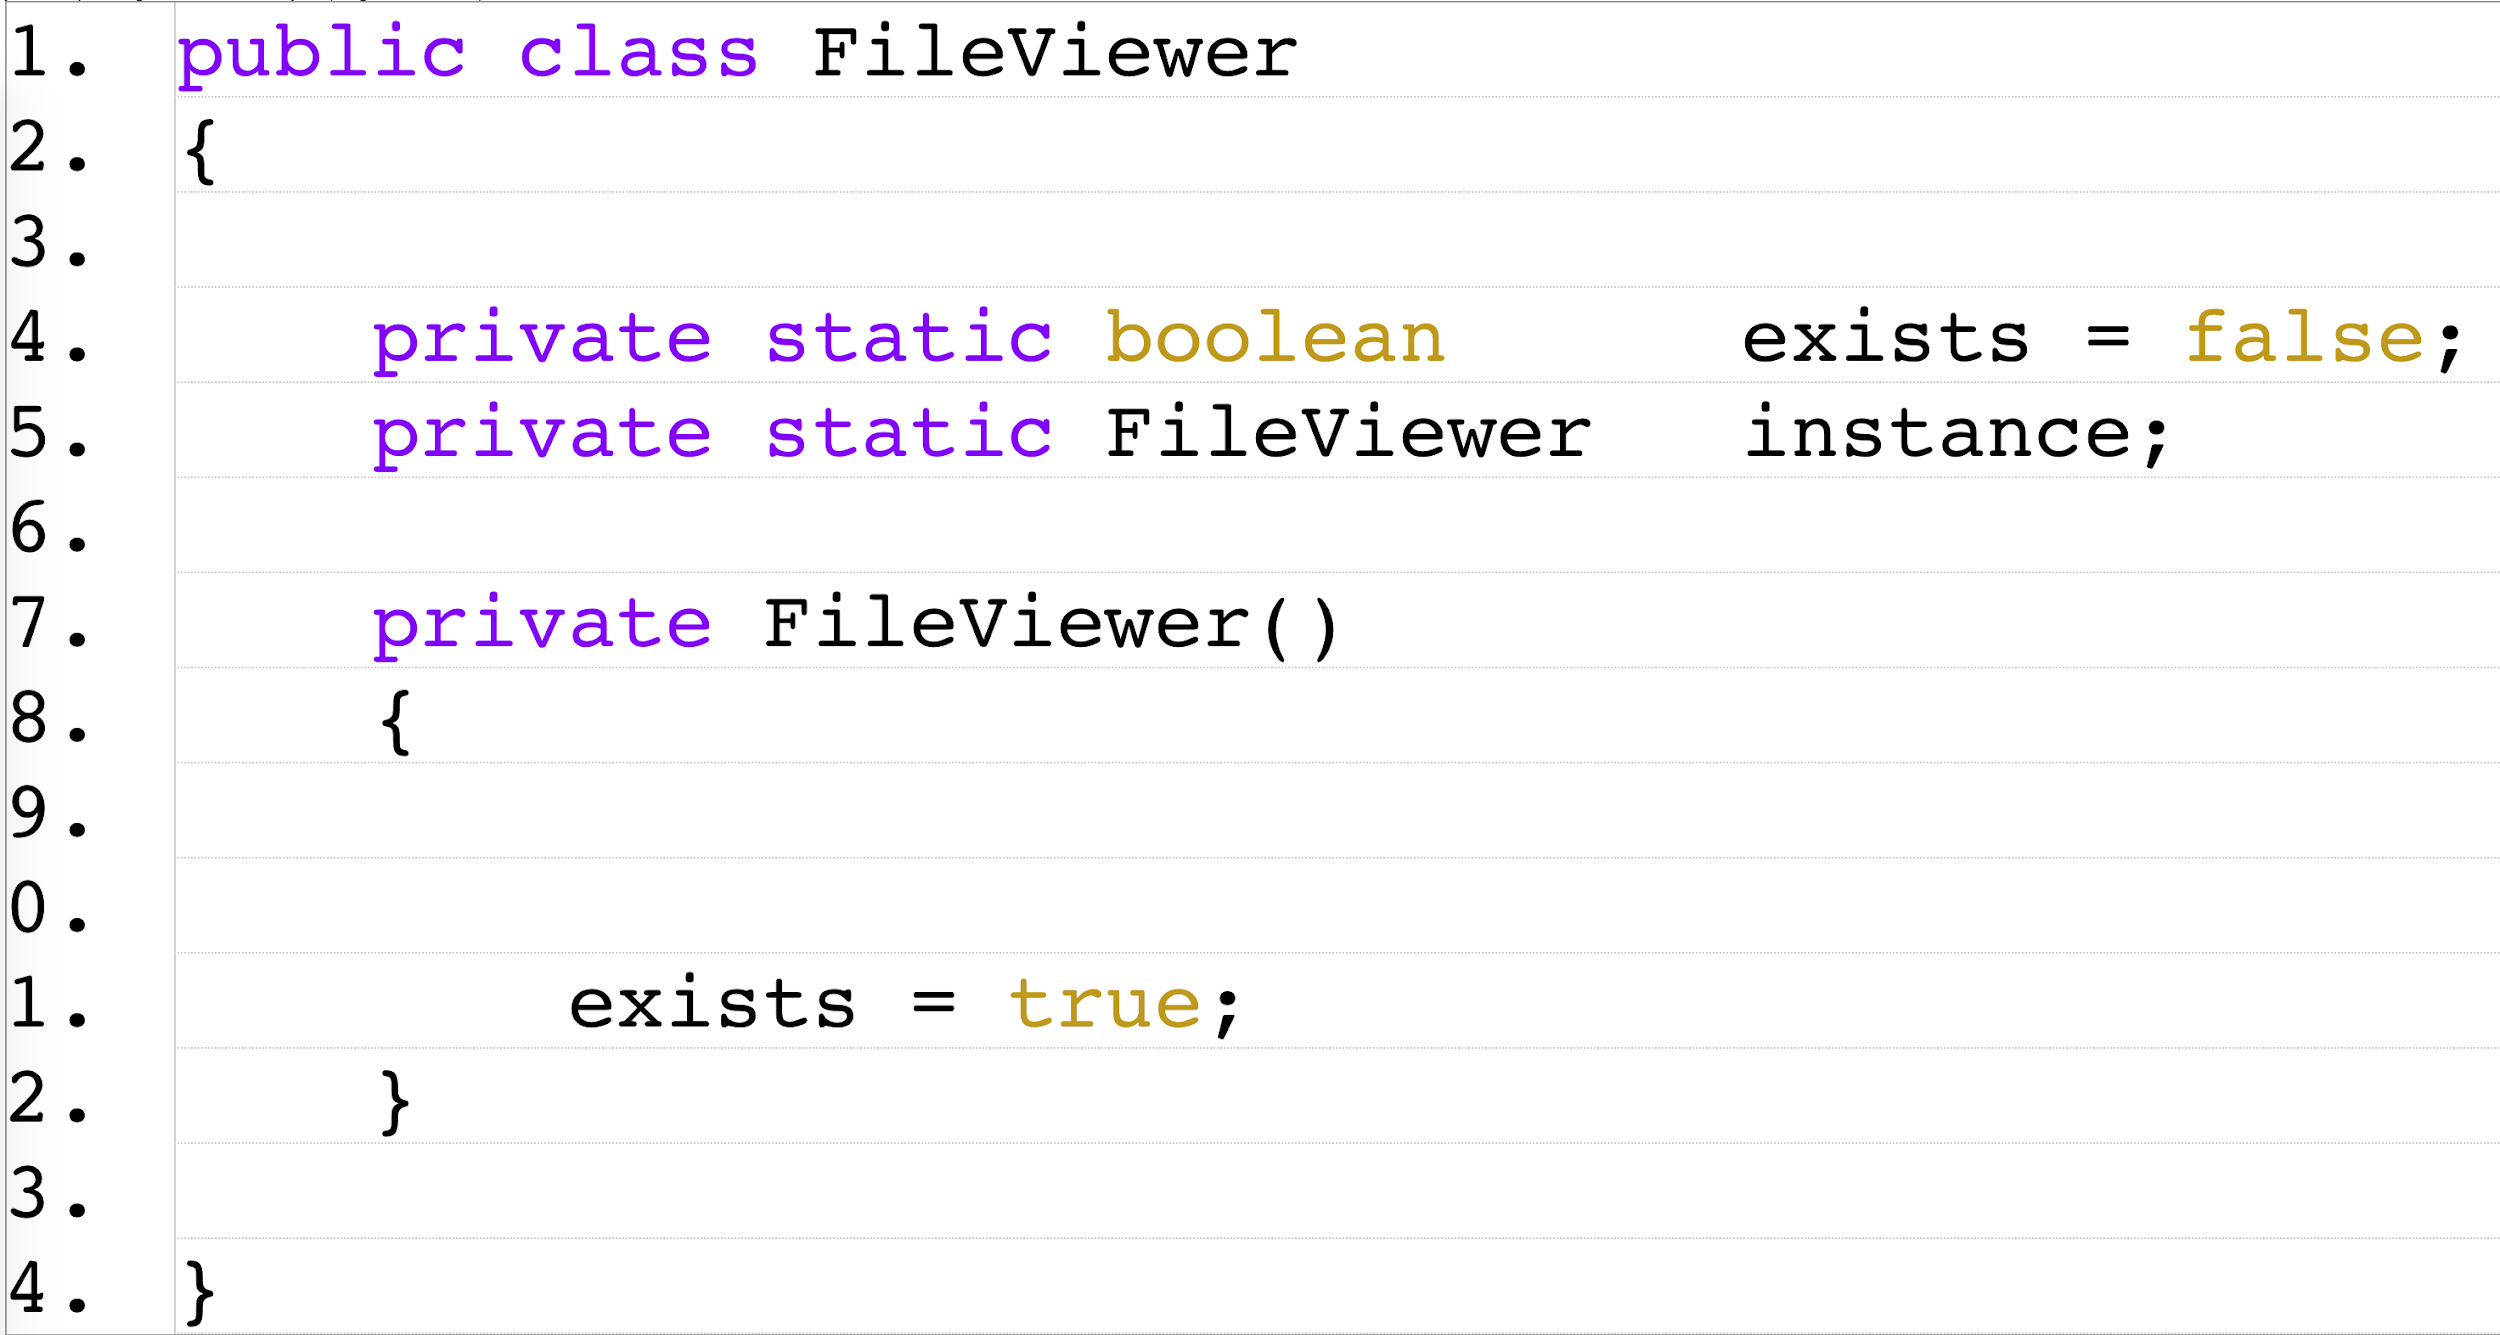 1. public class FileViewer
2. {
3.
4. private static boolean exists = false;
5. private static FileViewer instance;
6.
7. private FileViewer()
8. {
9.
0.
1. exists = true;
2. }
3.
4. }